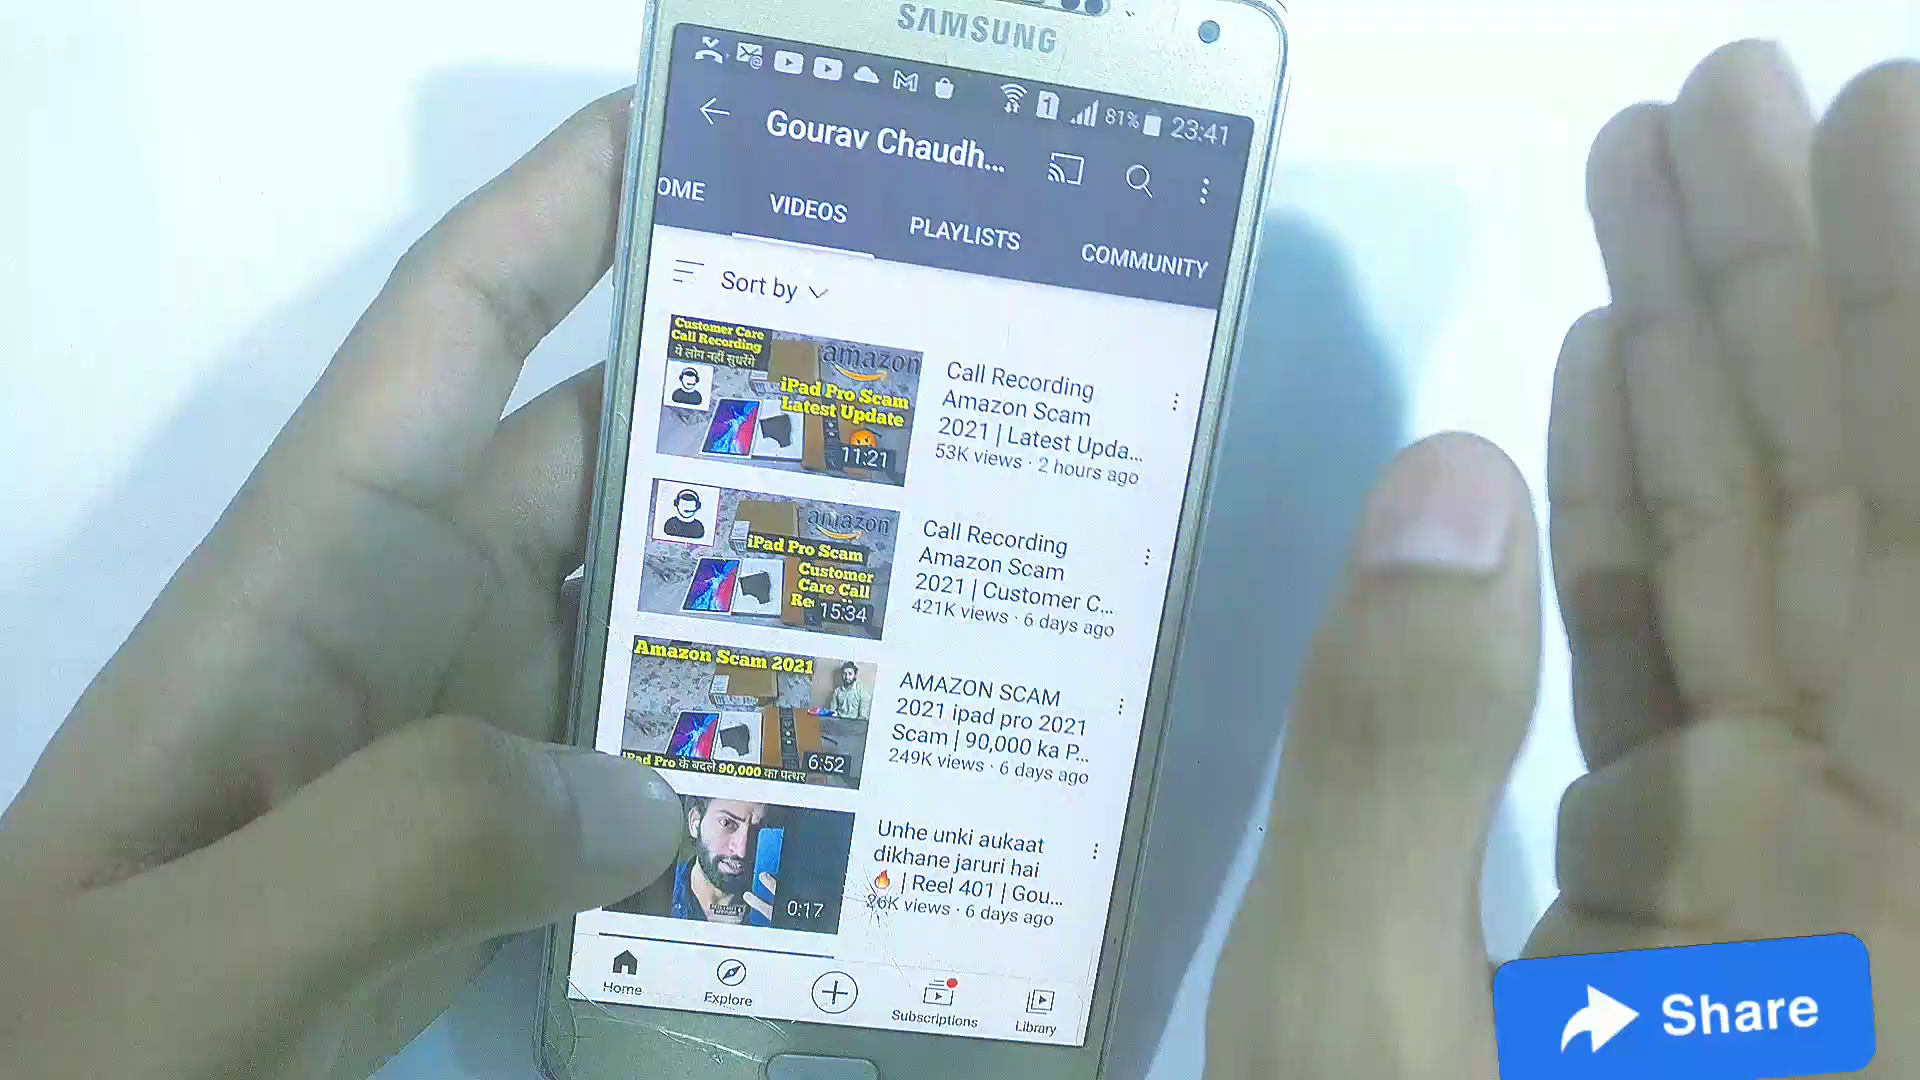 SAMSUNG
1 81% 23:41
Gourav Chaudh...
OME VIDEOS PLAYLISTS COMMUNITY
Sort by
Customer Care
Call Recording
ये लोग नहीं सुधरेंगे
amazon
iPad Pro Scam
Latest Update
11:21
Call Recording
Amazon Scam
2021 | Latest Upda...
53K views · 2 hours ago
amazon
iPad Pro Scam
Customer
Care Call
15:34
Call Recording
Amazon Scam
2021 | Customer C...
421K views · 6 days ago
Amazon Scam 2021
6:52
Pad Pro के बदले 90,000 का पत्थर
AMAZON SCAM
2021 ipad pro 2021
Scam | 90,000 ka P...
249K views · 6 days ago
0:17
Unhe unki aukaat
dikhane jaruri hai
🔥 | Reel 401 | Gou...
26K views · 6 days ago
Home Explore Subscriptions Library
Share